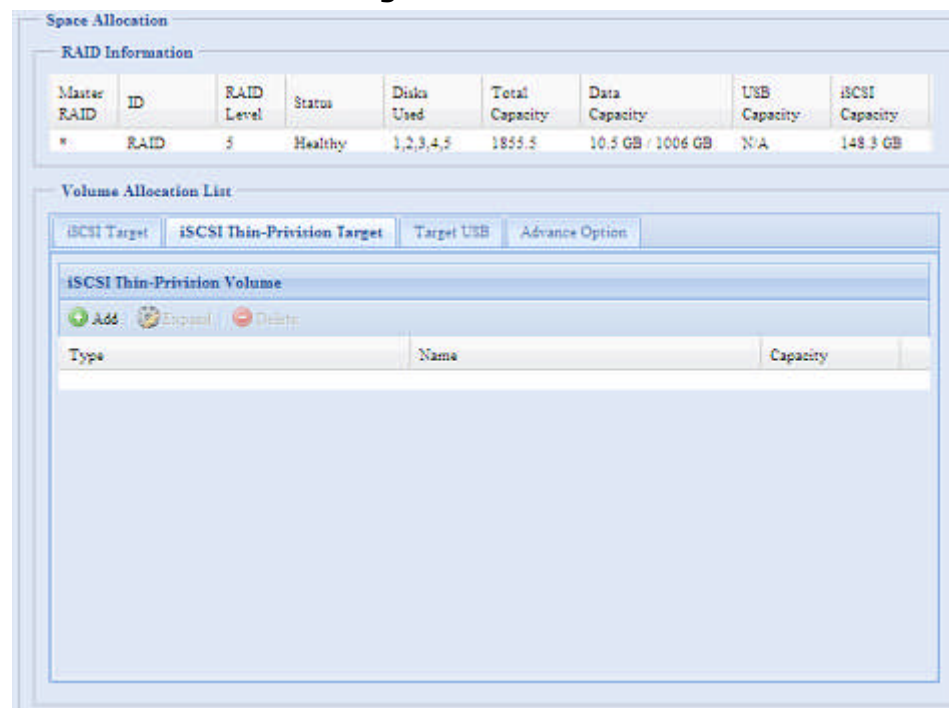 Space Allocation
RAID Information
Master RAID ID RAID Level Status Disks Used Total Capacity Data Capacity USB Capacity iSCSI Capacity
* RAID 5 Healthy 1,2,3,4,5 1855.5 10.5 GB / 1006 GB N/A 148.3 GB
Volume Allocation List
iSCSI Target iSCSI Thin-Privision Target Target USB Advance Option
iSCSI Thin-Privision Volume
Add Expand Delete
Type Name Capacity